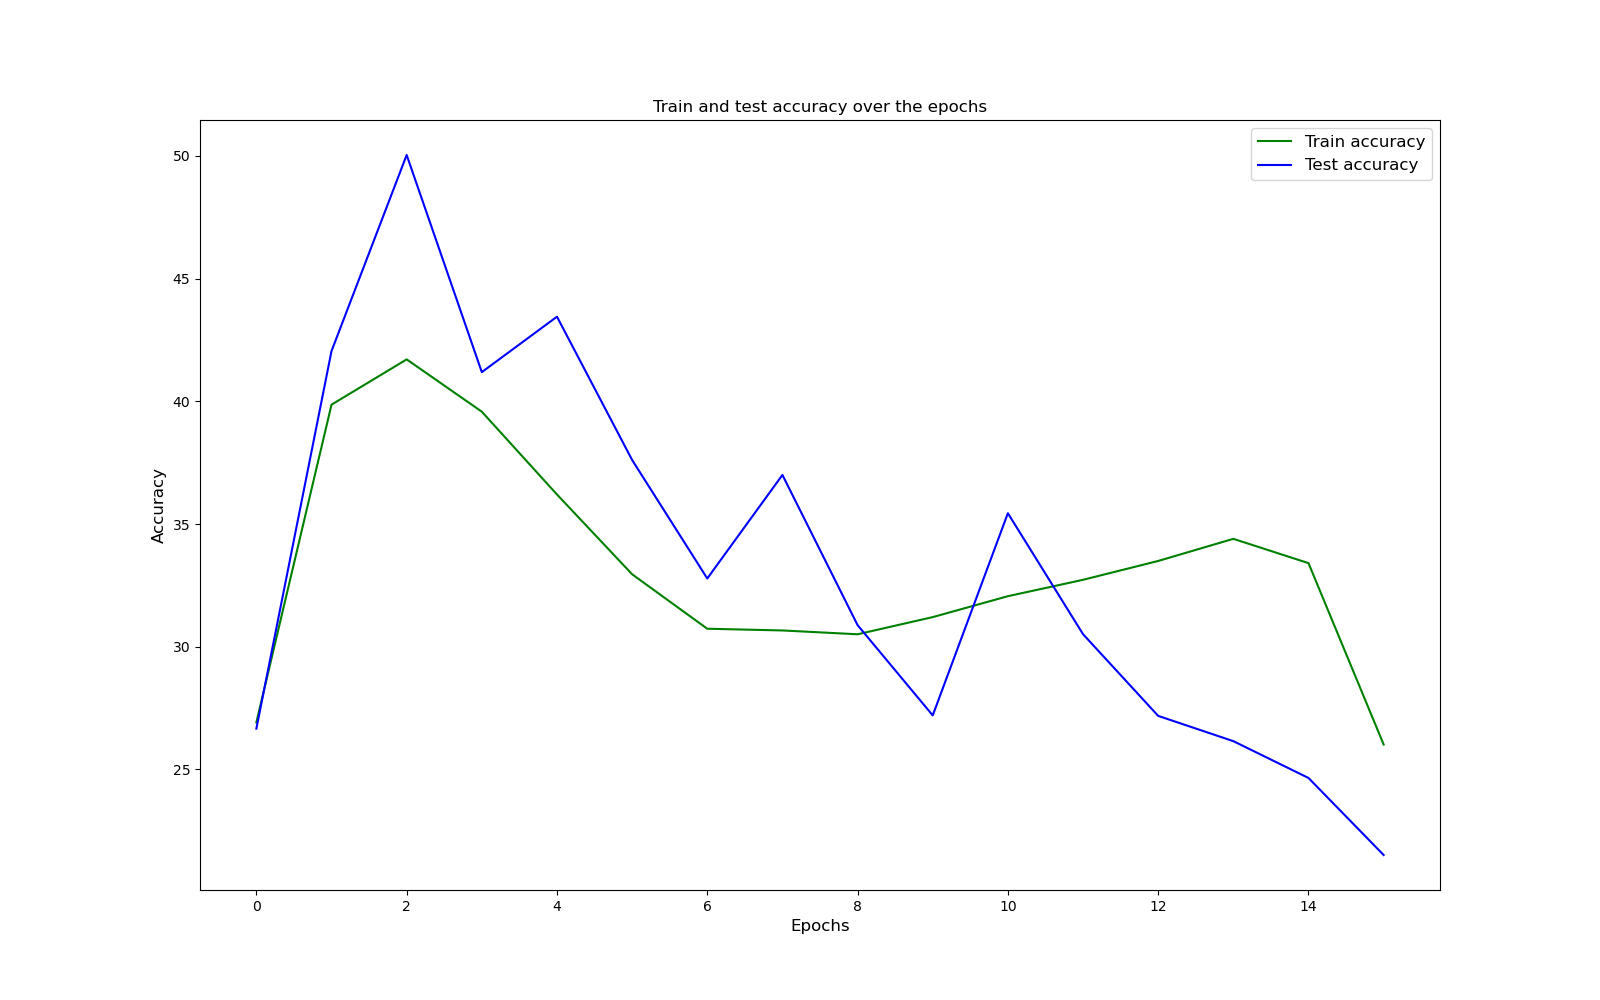 Train and test accuracy over the epochs
Train accuracy
Test accuracy
50
45
40
35
30
25
Accuracy
0 2 4 6 8 10 12 14
Epochs